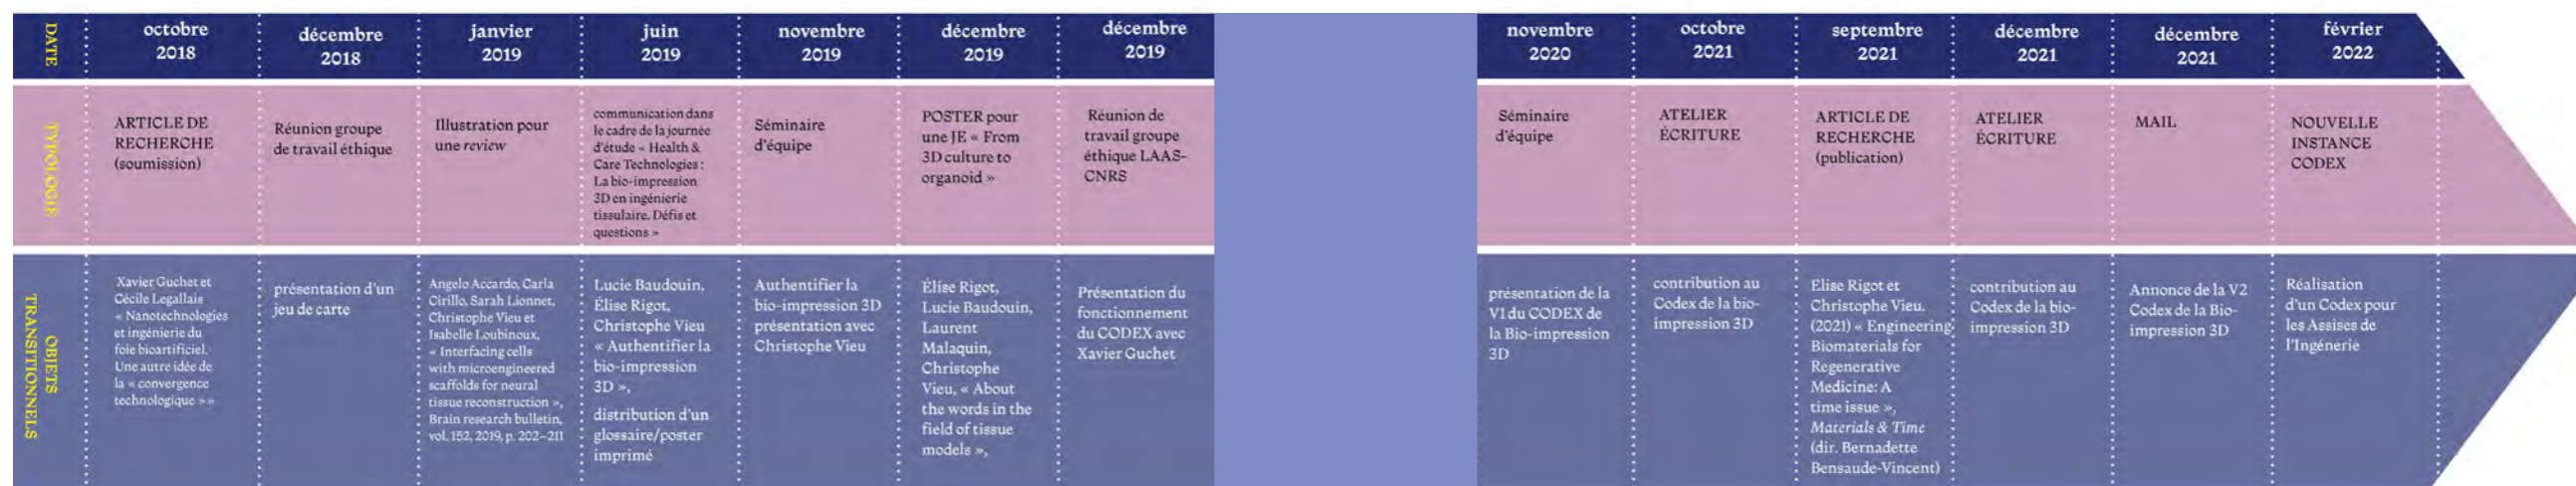 DATE
octobre
2018
décembre
2018
janvier
2019
juin
2019
novembre
2019
décembre
2019
décembre
2019
novembre
2020
octobre
2021
septembre
2021
décembre
2021
décembre
2021
février
2022
TYPOLOGIE
ARTICLE DE
RECHERCHE
(soumission)
Réunion groupe
de travail éthique
Illustration pour
une review
communication dans
le cadre de la journée
d'étude « Health &
Care Technologies :
La bio-impression
3D en ingénierie
tissulaire. Défis et
questions »
Séminaire
d'équipe
POSTER pour
une JE « From
3D culture to
organoid »
Réunion de
travail groupe
éthique LAAS-
CNRS
Séminaire
d'équipe
ATELIER
ÉCRITURE
ARTICLE DE
RECHERCHE
(publication)
ATELIER
ÉCRITURE
MAIL
NOUVELLE
INSTANCE
CODEX
OBJETS
TRANSITIONNELS
Xavier Guchet et
Cécile Legallais
« Nanotechnologies
et ingénierie du
foie bioartificiel.
Une autre idée de
la « convergence
technologique » »
présentation d'un
jeu de carte
Angelo Accardo, Carla
Cirillo, Sarah Lionnet,
Christophe Vieu et
Isabelle Loubinoux,
« Interfacing cells
with microengineered
scaffolds for neural
tissue reconstruction »,
Brain research bulletin,
vol. 152, 2019, p. 202–211
Lucie Baudouin,
Élise Rigot,
Christophe Vieu
« Authentifier la
bio-impression
3D »,
distribution d'un
glossaire/poster
imprimé
Authentifier la
bio-impression 3D
présentation avec
Christophe Vieu
Élise Rigot,
Lucie Baudouin,
Laurent
Malaquin,
Christophe
Vieu, « About
the words in the
field of tissue
models »,
Présentation du
fonctionnement
du CODEX avec
Xavier Guchet
présentation de la
V1 du CODEX de
la Bio-impression
3D
contribution au
Codex de la bio-
impression 3D
Elise Rigot et
Christophe Vieu.
(2021) « Engineering
Biomaterials for
Regenerative
Medicine: A
time issue »,
Materials & Time
(dir. Bernadette
Bensaude-Vincent)
contribution au
Codex de la bio-
impression 3D
Annonce de la V2
Codex de la Bio-
impression 3D
Réalisation
d'un Codex pour
les Assises de
l'Ingénerie